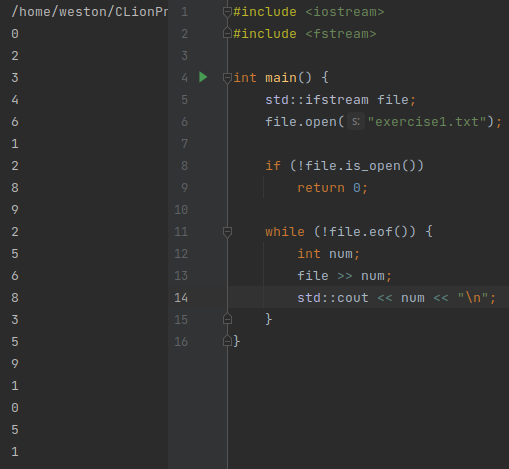 /home/weston/CLionPr
0
2
3
4
6
1
2
8
9
2
5
6
8
3
5
9
1
0
5
1
1 #include <iostream>
2 #include <fstream>
3
4 int main() {
5 std::ifstream file;
6 file.open( s: "exercise1.txt");
7
8 if (!file.is_open())
9 return 0;
10
11 while (!file.eof()) {
12 int num;
13 file >> num;
14 std::cout << num << "\n";
15 }
16 }